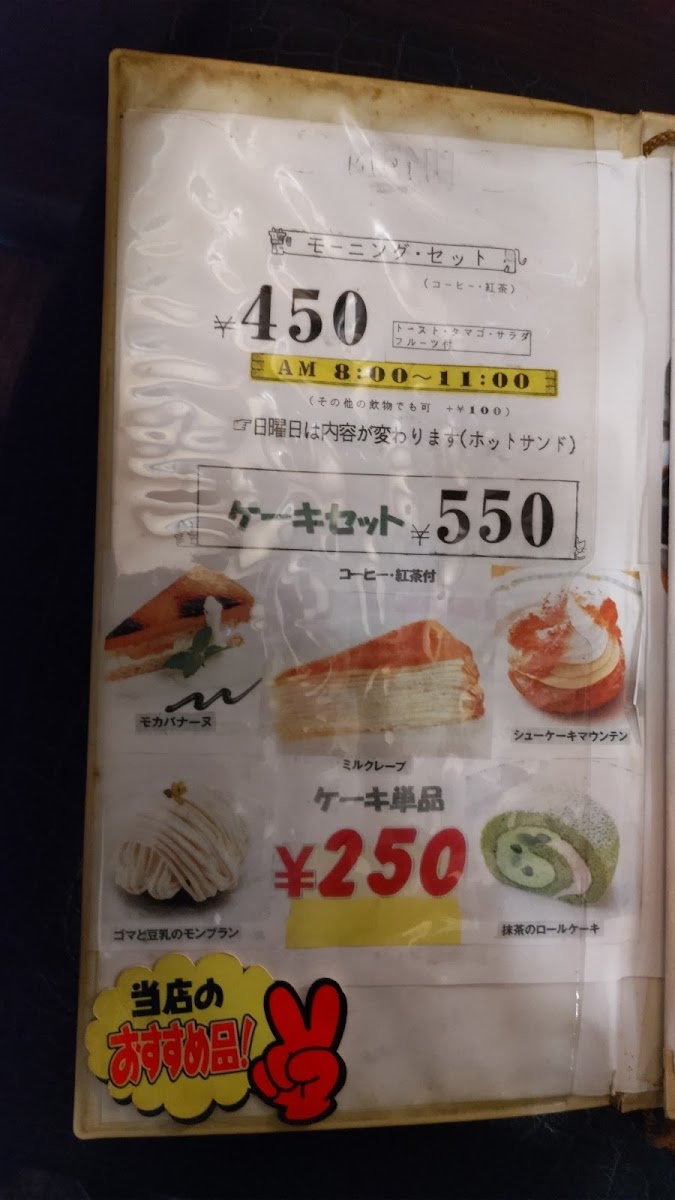 モーニング・セット
(コーヒー・紅茶)
¥450
トースト・タマゴ・サラダ
フルーツ付
AM 8:00〜11:00
(その他の飲物でも可 +¥100)
☞日曜日は内容が変わります(ホットサンド)
ケーキセット ¥550
コーヒー・紅茶付
モカバナーヌ
ミルクレープ
シューケーキマウンテン
ケーキ単品
¥250
ゴマと豆乳のモンブラン
抹茶のロールケーキ
当店の
おすすめ品!